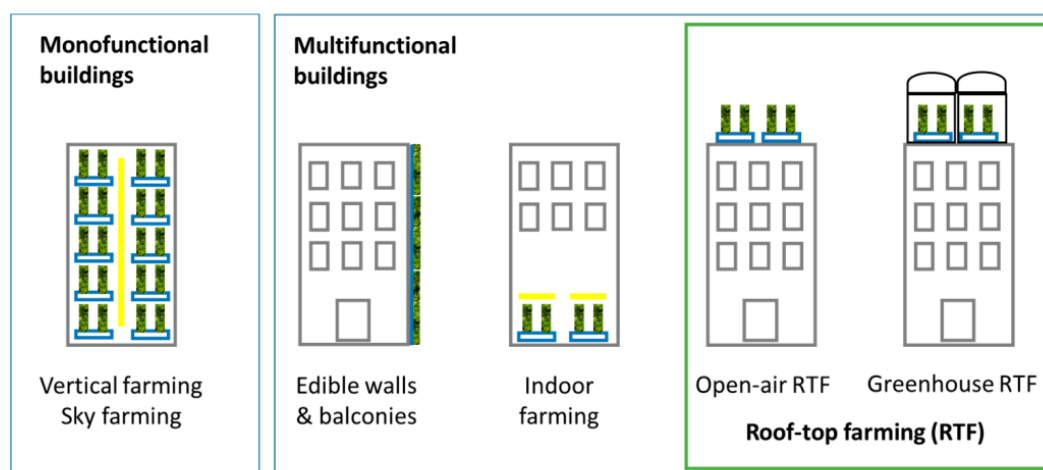 Monofunctional
buildings
Multifunctional
buildings
Vertical farming
Sky farming
Edible walls
& balconies
Indoor
farming
Open-air RTF
Greenhouse RTF
Roof-top farming (RTF)